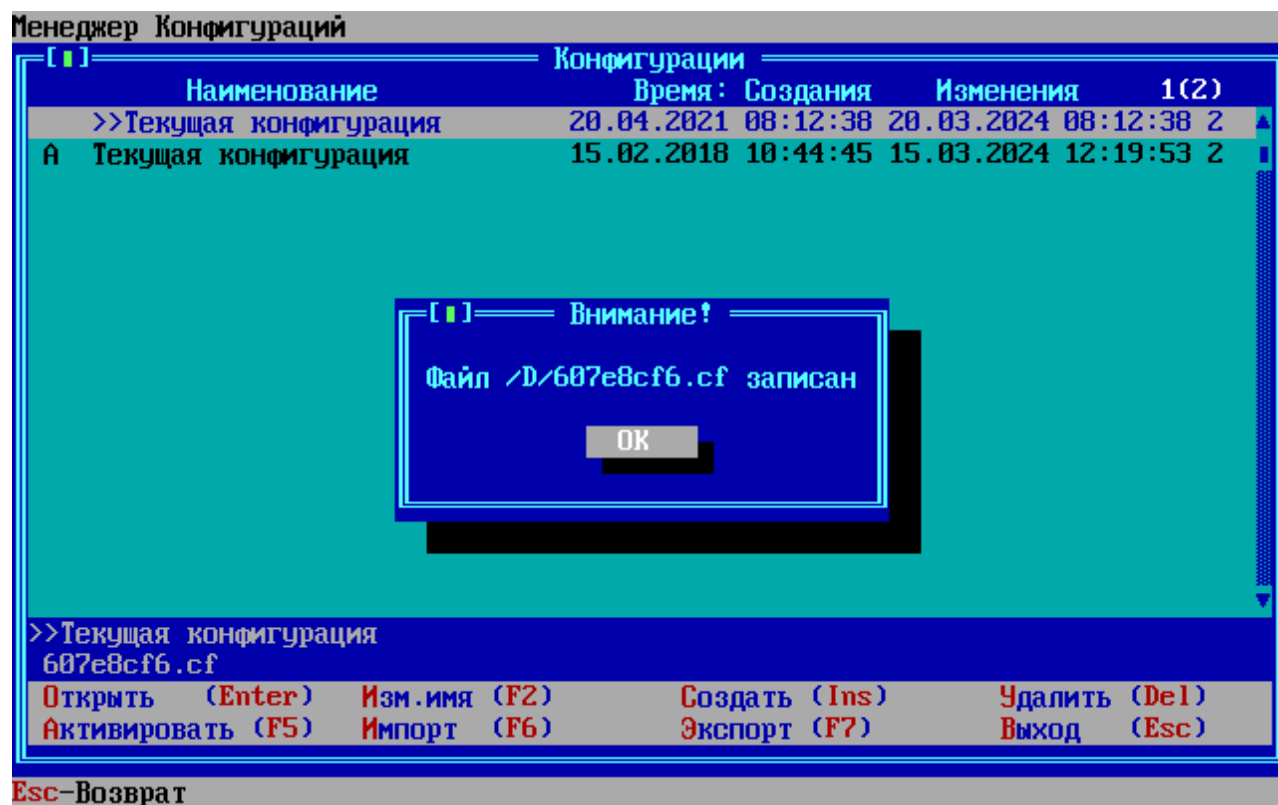 Менеджер Конфигураций
Конфигурации
Наименование Время: Создания Изменения 1(2)
>>Текущая конфигурация 20.04.2021 08:12:38 20.03.2024 08:12:38 2
A Текущая конфигурация 15.02.2018 10:44:45 15.03.2024 12:19:53 2
Внимание!
Файл /D/607e8cf6.cf записан
OK
>>Текущая конфигурация
607e8cf6.cf
Открыть (Enter) Изм.имя (F2) Создать (Ins) Удалить (Del)
Активировать (F5) Импорт (F6) Экспорт (F7) Выход (Esc)
Esc-Возврат